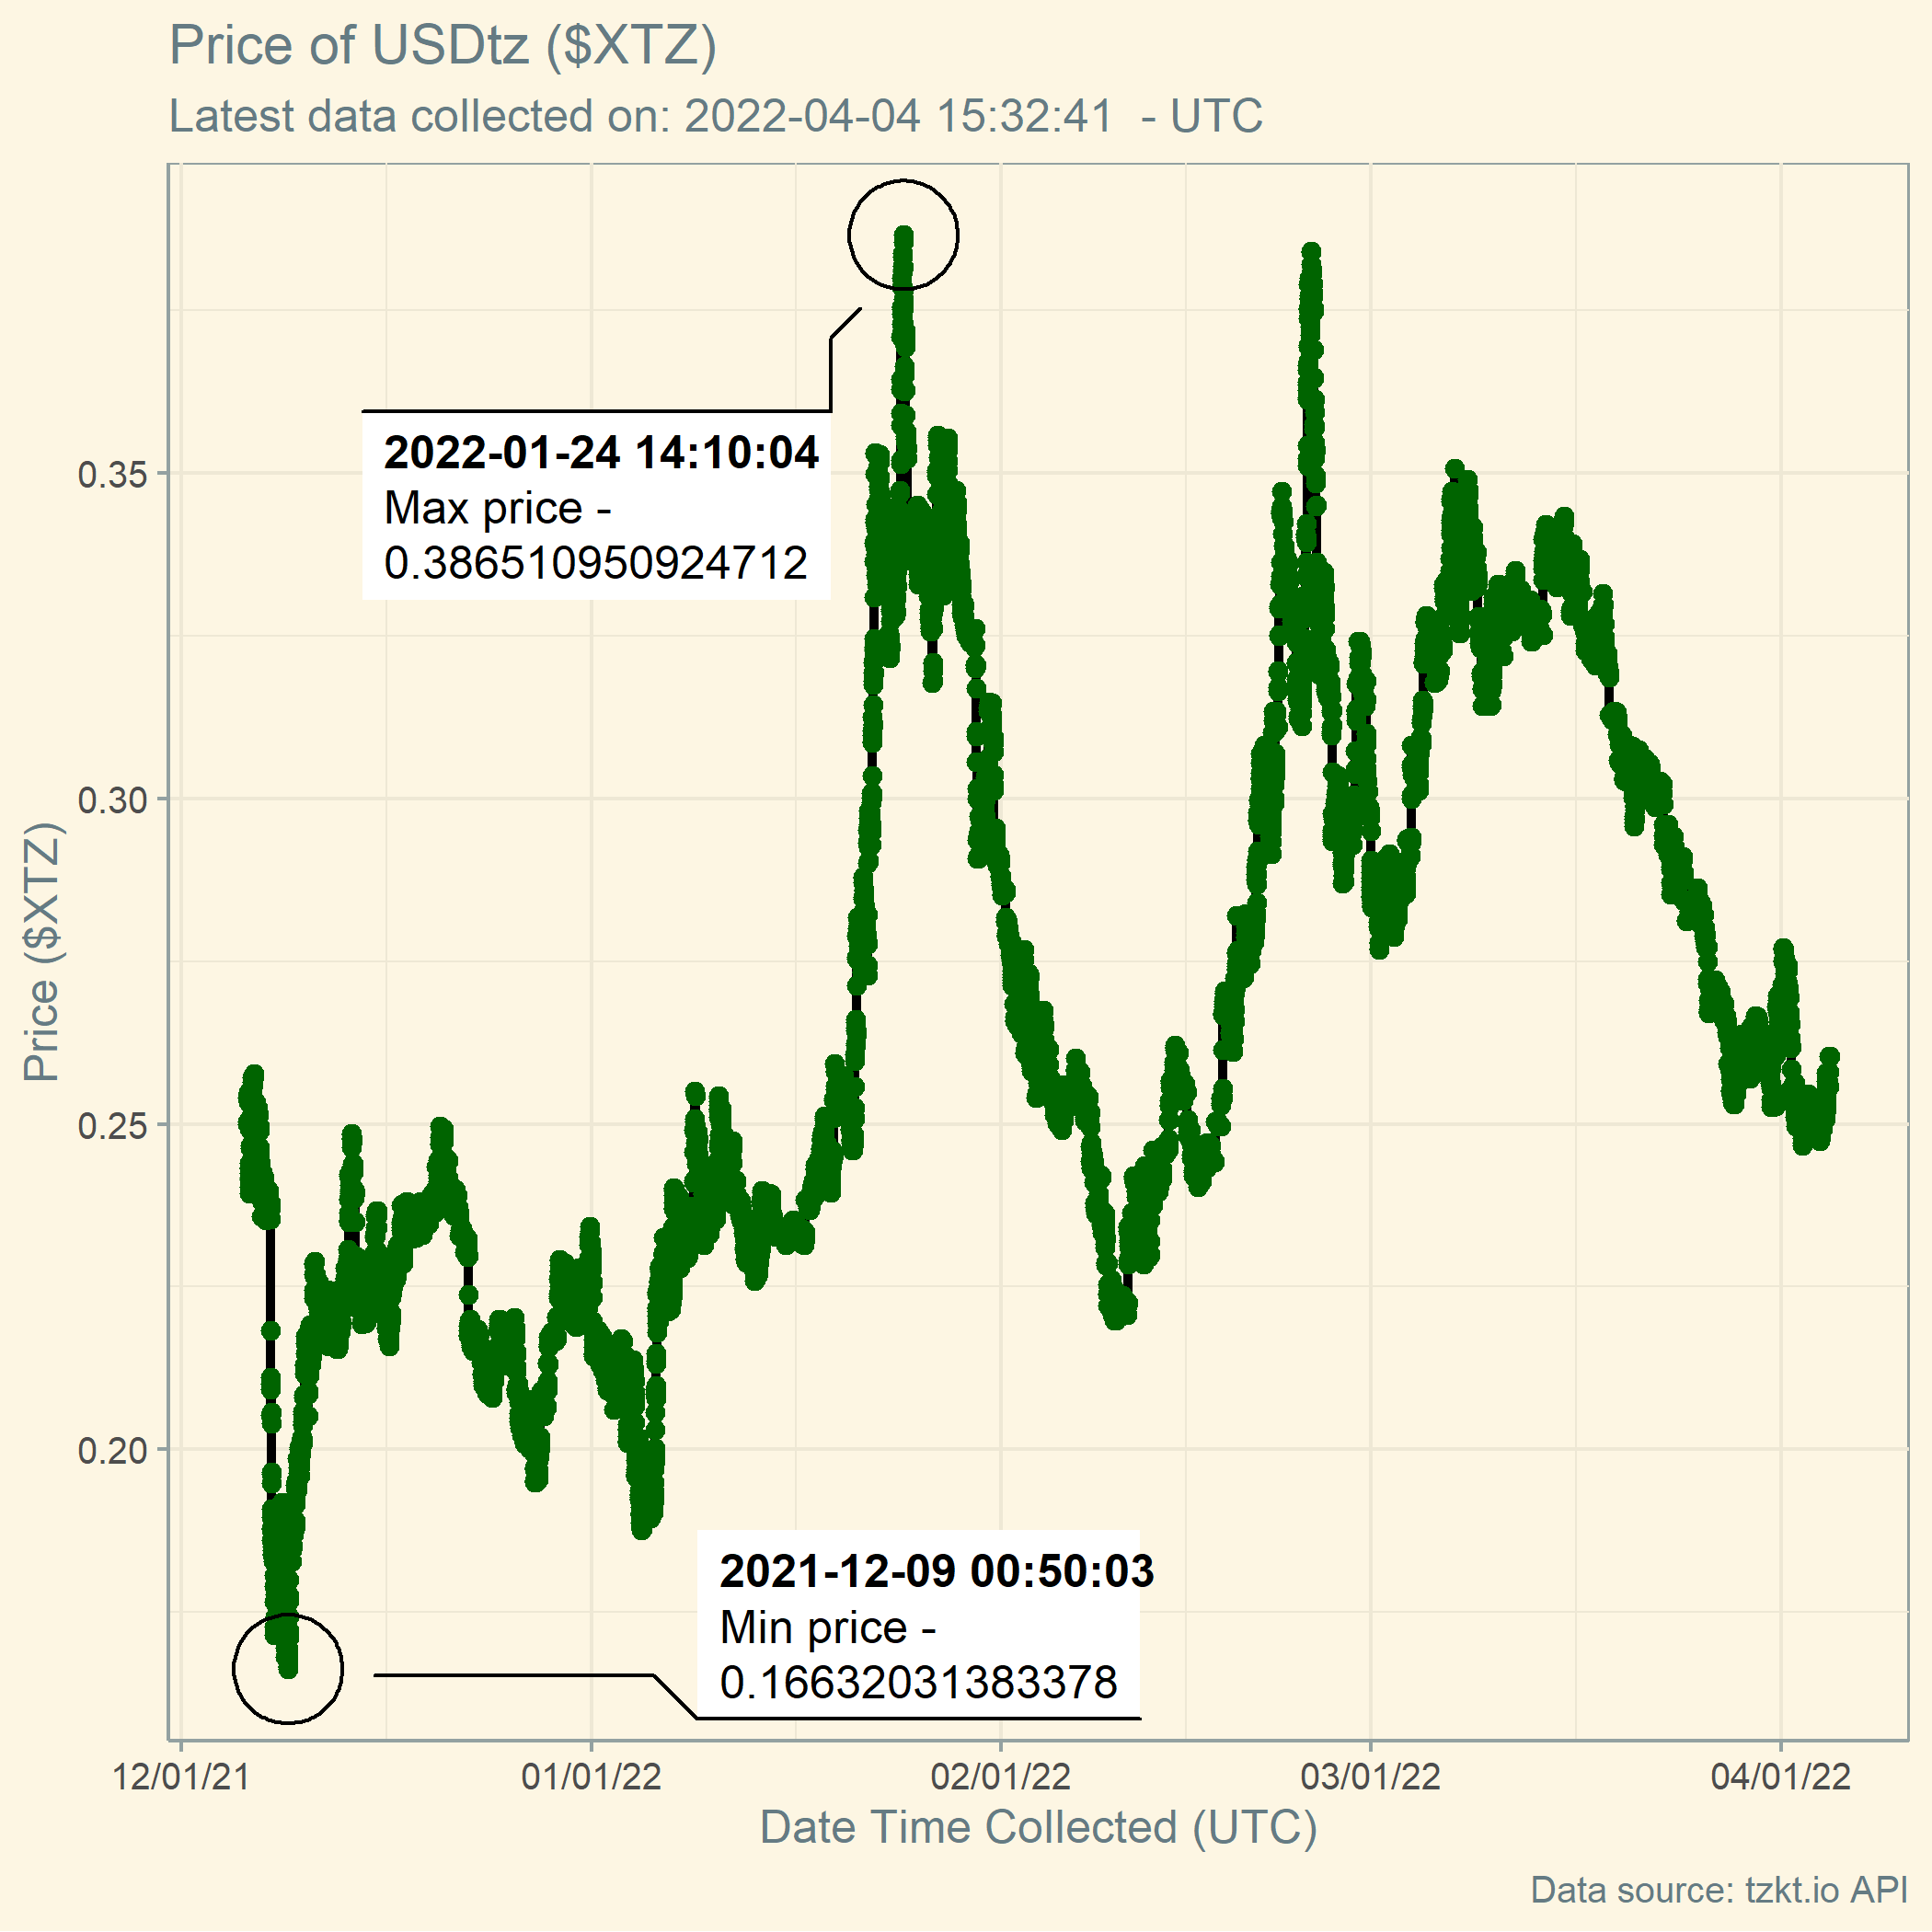 Price of USDtz ($XTZ)
Latest data collected on: 2022-04-04 15:32:41  - UTC
2022-01-24 14:10:04
Max price -
0.386510950924712
0.35
0.30
0.25
0.20
Price ($XTZ)
2021-12-09 00:50:03
Min price -
0.16632031383378
12/01/21
01/01/22
02/01/22
03/01/22
04/01/22
Date Time Collected (UTC)
Data source: tzkt.io API